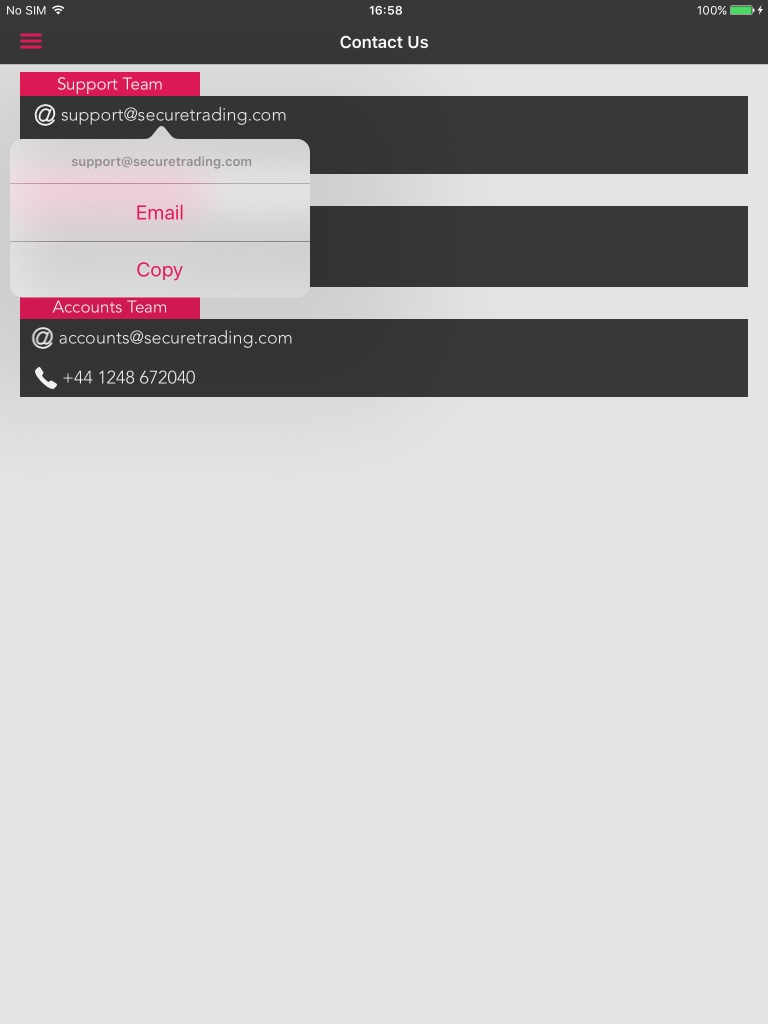 No SIM 16:58 100%
Contact Us
Support Team
@ support@securetrading.com
support@securetrading.com
Email
Copy
Accounts Team
@ accounts@securetrading.com
+44 1248 672040